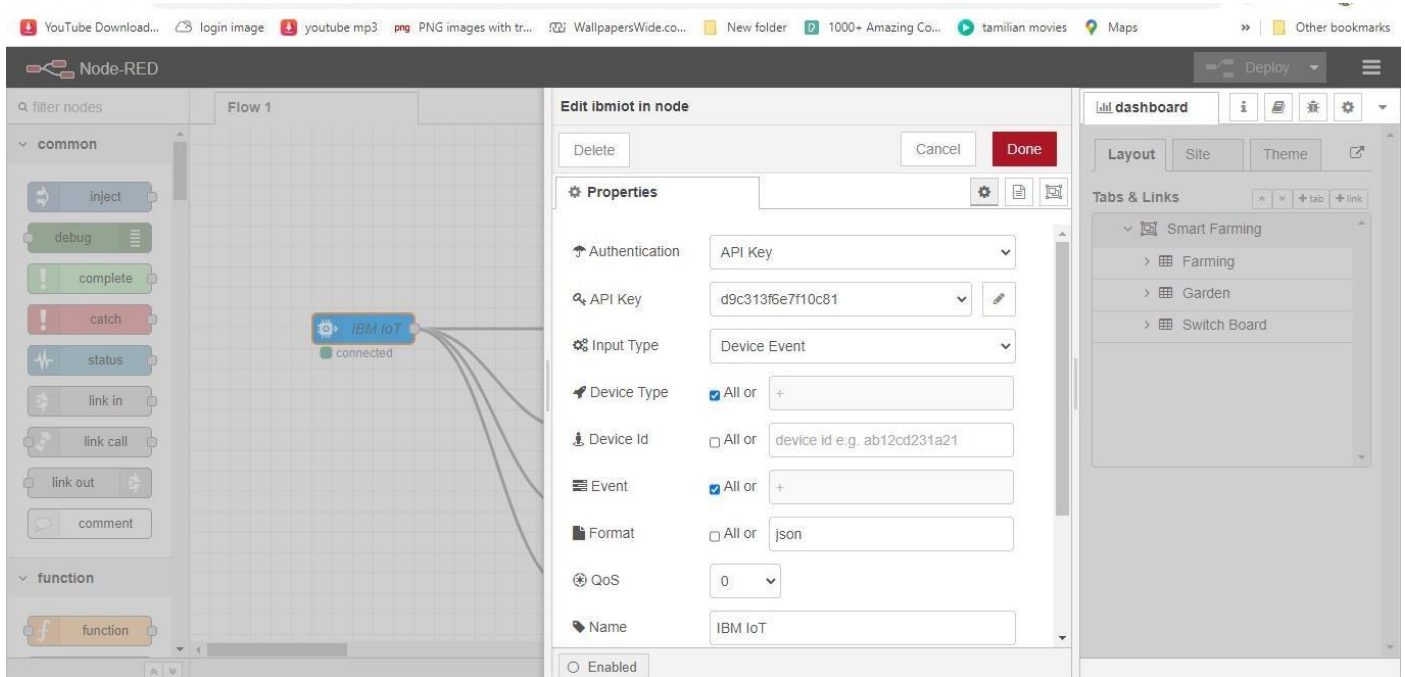 YouTube Download... login image youtube mp3 png PNG images with tr... WallpapersWide.co... New folder 1000+ Amazing Co... tamilian movies Maps » Other bookmarks
Node-RED Deploy
filter nodes
Flow 1
common
inject
debug
complete
catch
status
link in
link call
link out
comment
function
function
IBM IoT
connected
Edit ibmiot in node
Delete Cancel Done
Properties
Authentication API Key
API Key d9c313f6e7f10c81
Input Type Device Event
Device Type All or +
Device Id All or device id e.g. ab12cd231a21
Event All or +
Format All or json
QoS 0
Name IBM IoT
Enabled
dashboard i
Layout Site Theme
Tabs & Links +tab +link
Smart Farming
Farming
Garden
Switch Board